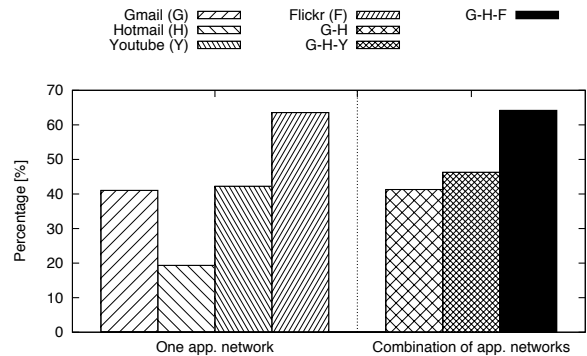 Gmail (G)
Hotmail (H)
Youtube (Y)
Flickr (F)
G-H
G-H-Y
G-H-F
Percentage [%]
70
60
50
40
30
20
10
0
One app. network
Combination of app. networks